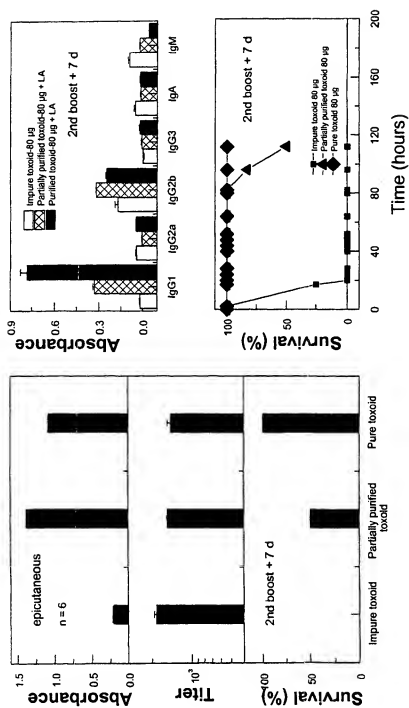 Absorbance
1.5
1.0
0.5
0.0
epicutaneous
n = 6
Titer
10³
Survival (%)
100
50
0
2nd boost + 7 d
Impure toxoid
Partially purified
toxoid
Pure toxoid
Absorbance
0.9
0.6
0.3
0.0
Impure toxoid-80 µg
Partially purified toxoid-80 µg + LA
Purified toxoid-80 µg + LA
2nd boost + 7 d
IgG1
IgG2a
IgG2b
IgG3
IgA
IgM
Survival (%)
100
50
0
2nd boost + 7 d
Impure toxoid 80 µg
Partially purified toxoid 80 µg
Pure toxoid 80 µg
0
40
80
120
160
200
Time (hours)